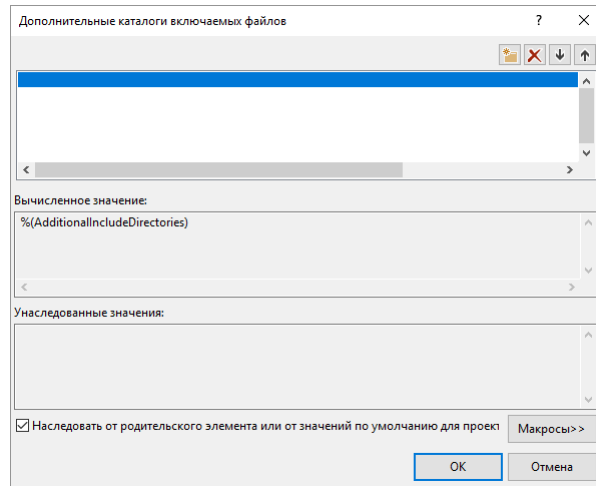 Дополнительные каталоги включаемых файлов
Вычисленное значение:
%(AdditionalIncludeDirectories)
Унаследованные значения:
Наследовать от родительского элемента или от значений по умолчанию для проект
Макросы>>
ОК
Отмена